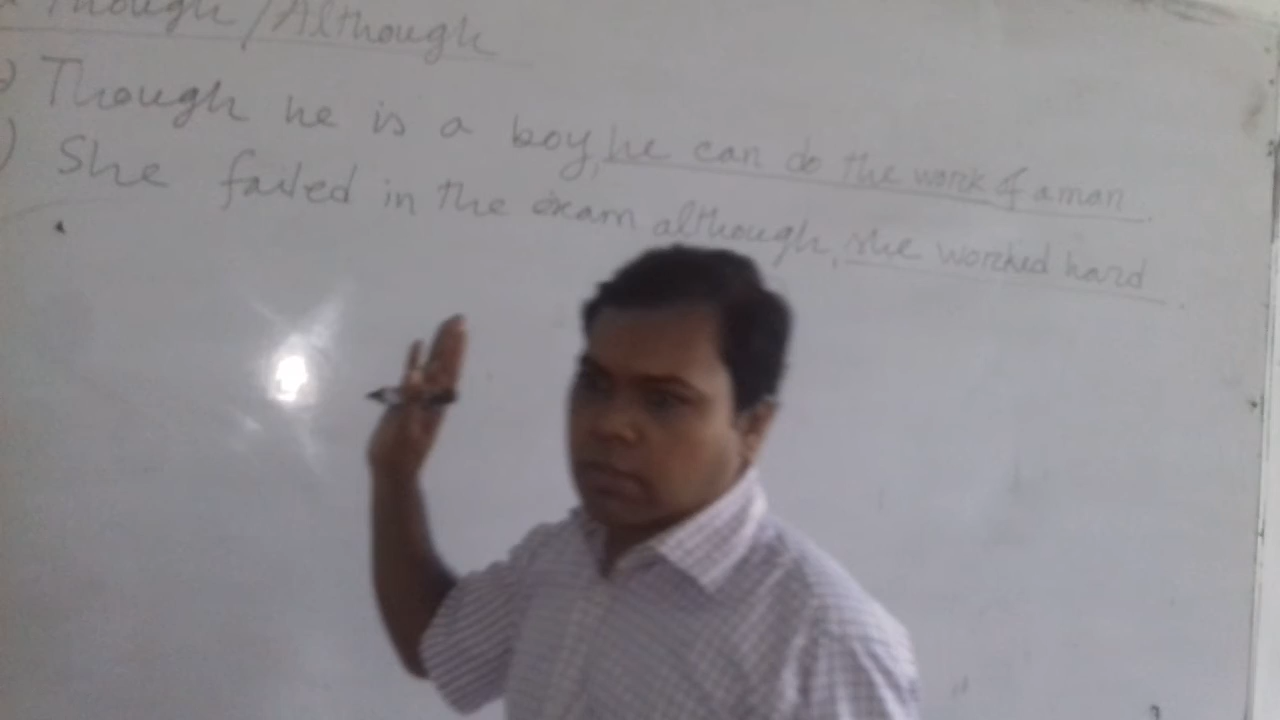 Though/Although
Though he is a boy, he can do the work of a man.
She failed in the exam although, she worked hard.